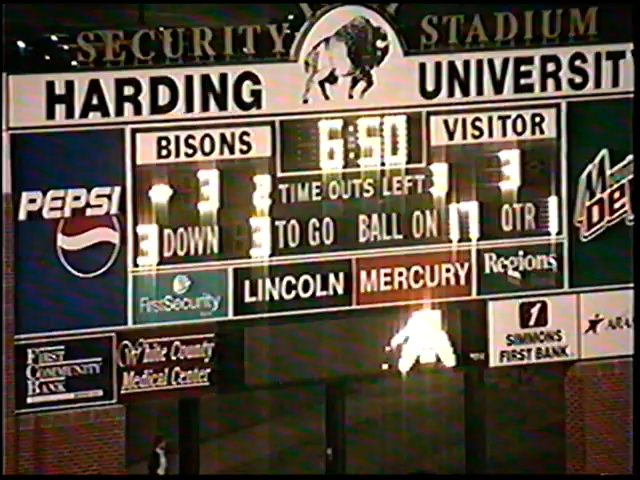 SECURITY STADIUM
HARDING UNIVERSIT
BISONS 6:50 VISITOR
3 2 TIME OUTS LEFT 3 3
3 DOWN 3 TO GO BALL ON 17 QTR 1
PEPSI
FirstSecurity LINCOLN MERCURY Regions
FIRST COMMUNITY BANK
White County Medical Center
1
SIMMONS
FIRST BANK
ARA